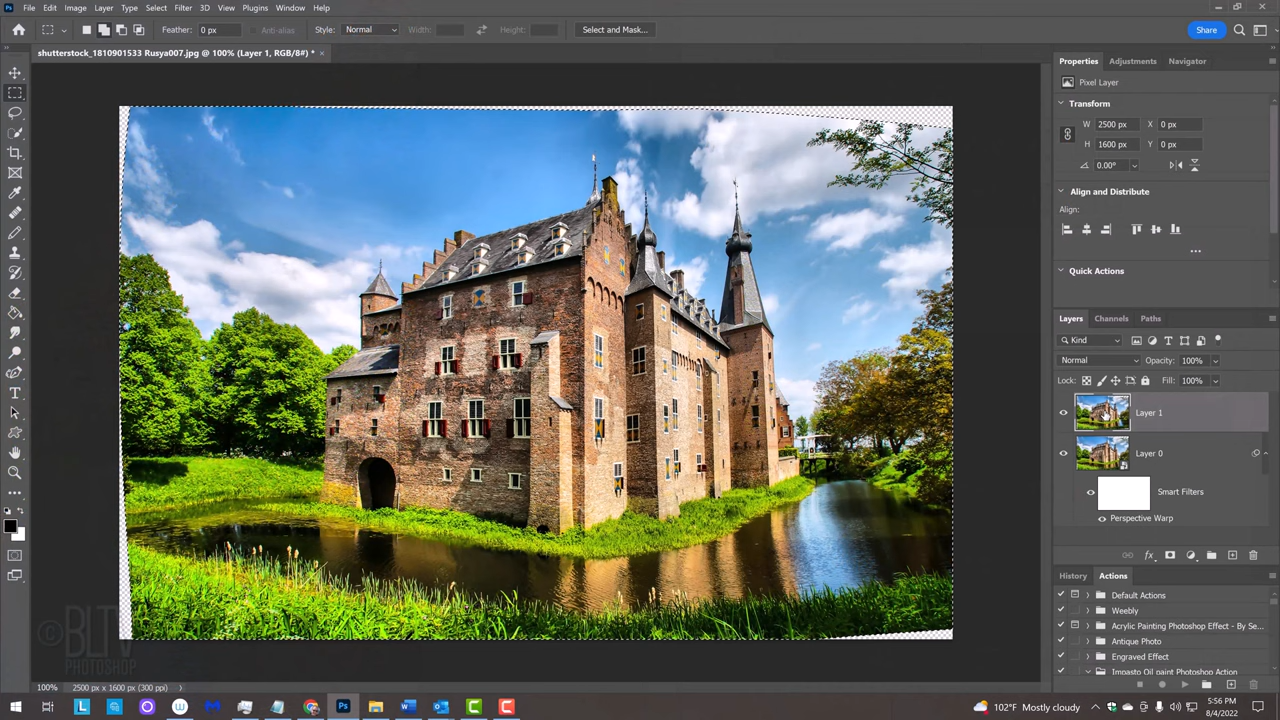 Ps File Edit Image Layer Type Select Filter 3D View Plugins Window Help
Feather: 0 px Anti-alias Style: Normal Width: Height: Select and Mask... Share
shutterstock_1810901533 Rusya007.jpg @ 100% (Layer 1, RGB/8#) * ×
Properties Adjustments Navigator
Pixel Layer
Transform
W 2500 px X 0 px
H 1600 px Y 0 px
0.00°
Align and Distribute
Align:
Quick Actions
Layers Channels Paths
Kind
Normal Opacity: 100%
Lock: Fill: 100%
Layer 1
Layer 0
Smart Filters
Perspective Warp
fx
History Actions
Default Actions
Weebly
Acrylic Painting Photoshop Effect - By Se...
Antique Photo
Engraved Effect
Impasto Oil paint Photoshop Action
© BLTV
PHOTOSHOP
100% 2500 px x 1600 px (300 ppi)
102°F Mostly cloudy
5:56 PM
8/4/2022